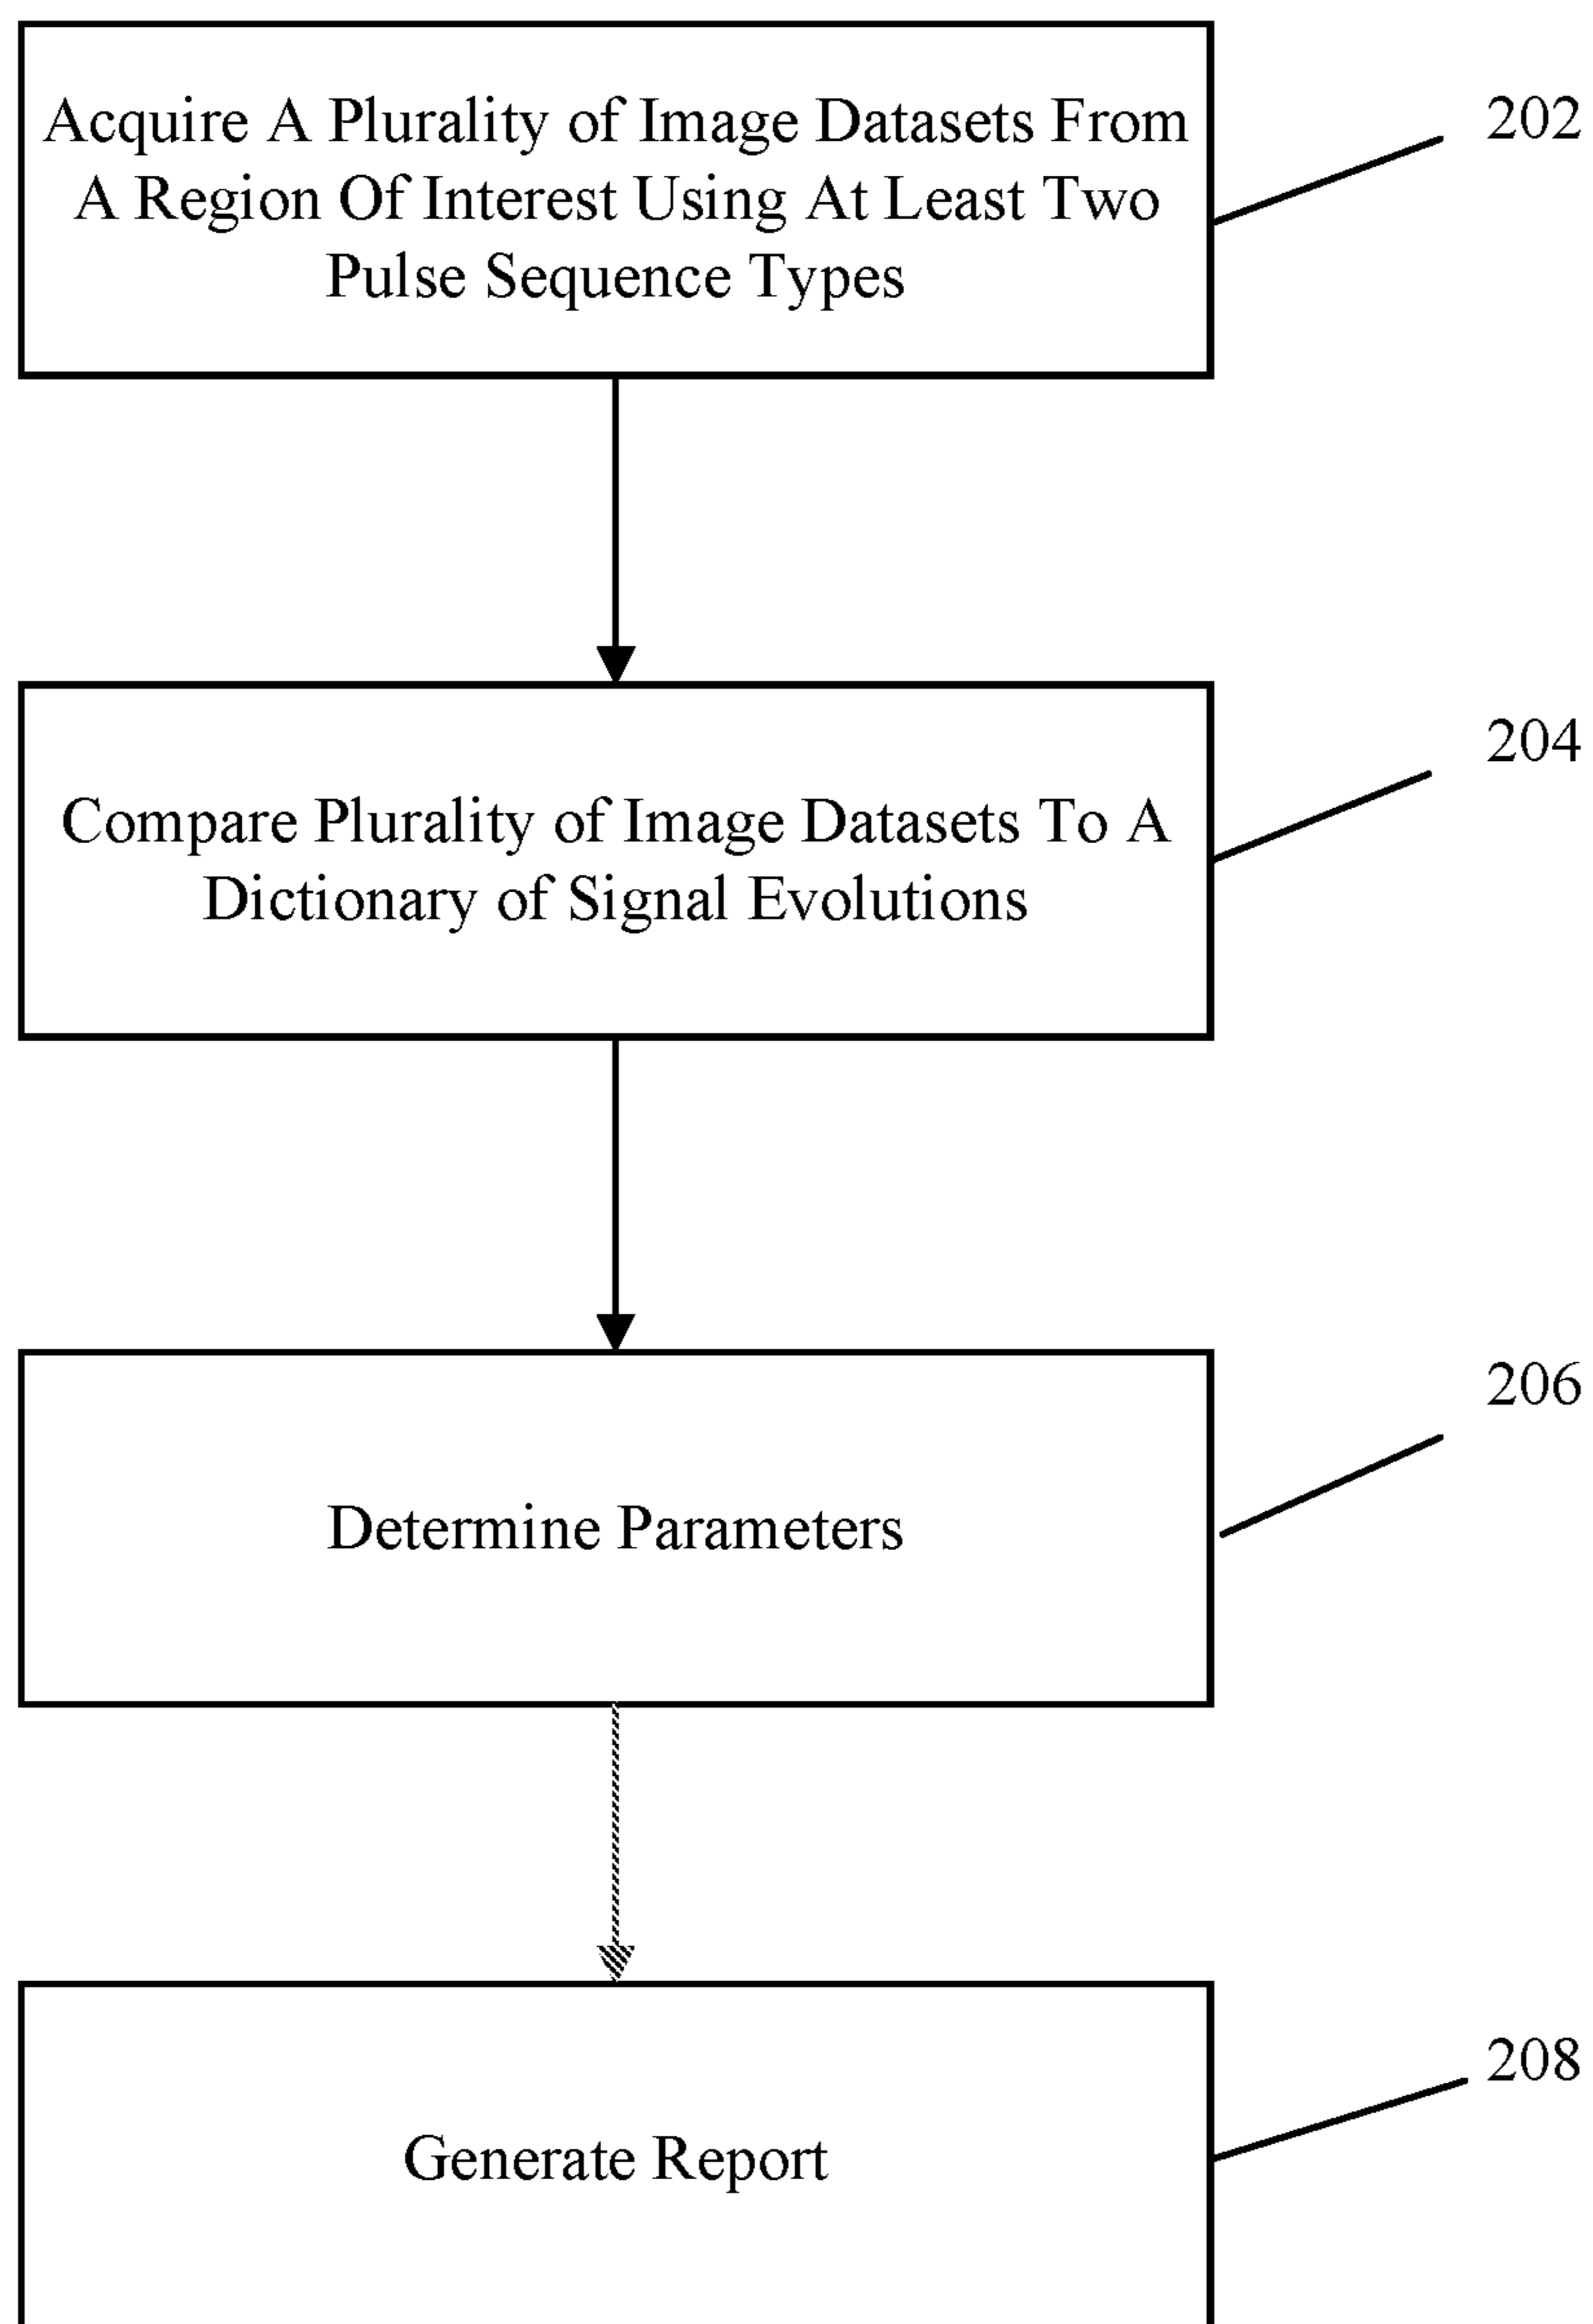 Acquire A Plurality of Image Datasets From
A Region Of Interest Using At Least Two
Pulse Sequence Types
202
Compare Plurality of Image Datasets To A
Dictionary of Signal Evolutions
204
Determine Parameters
206
Generate Report
208